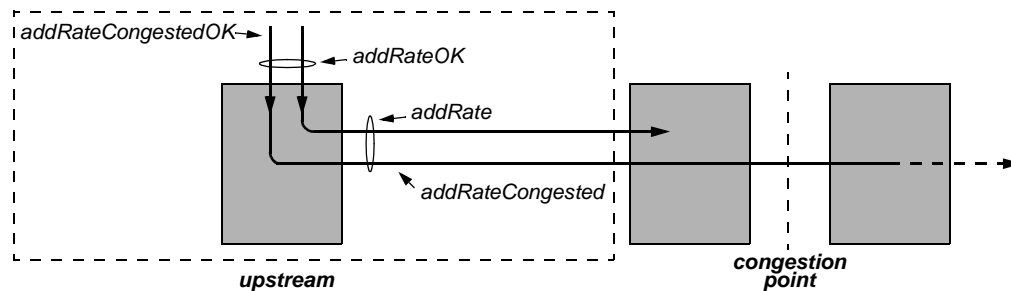 addRateCongestedOK
addRateOK
addRate
addRateCongested
upstream
congestion
point